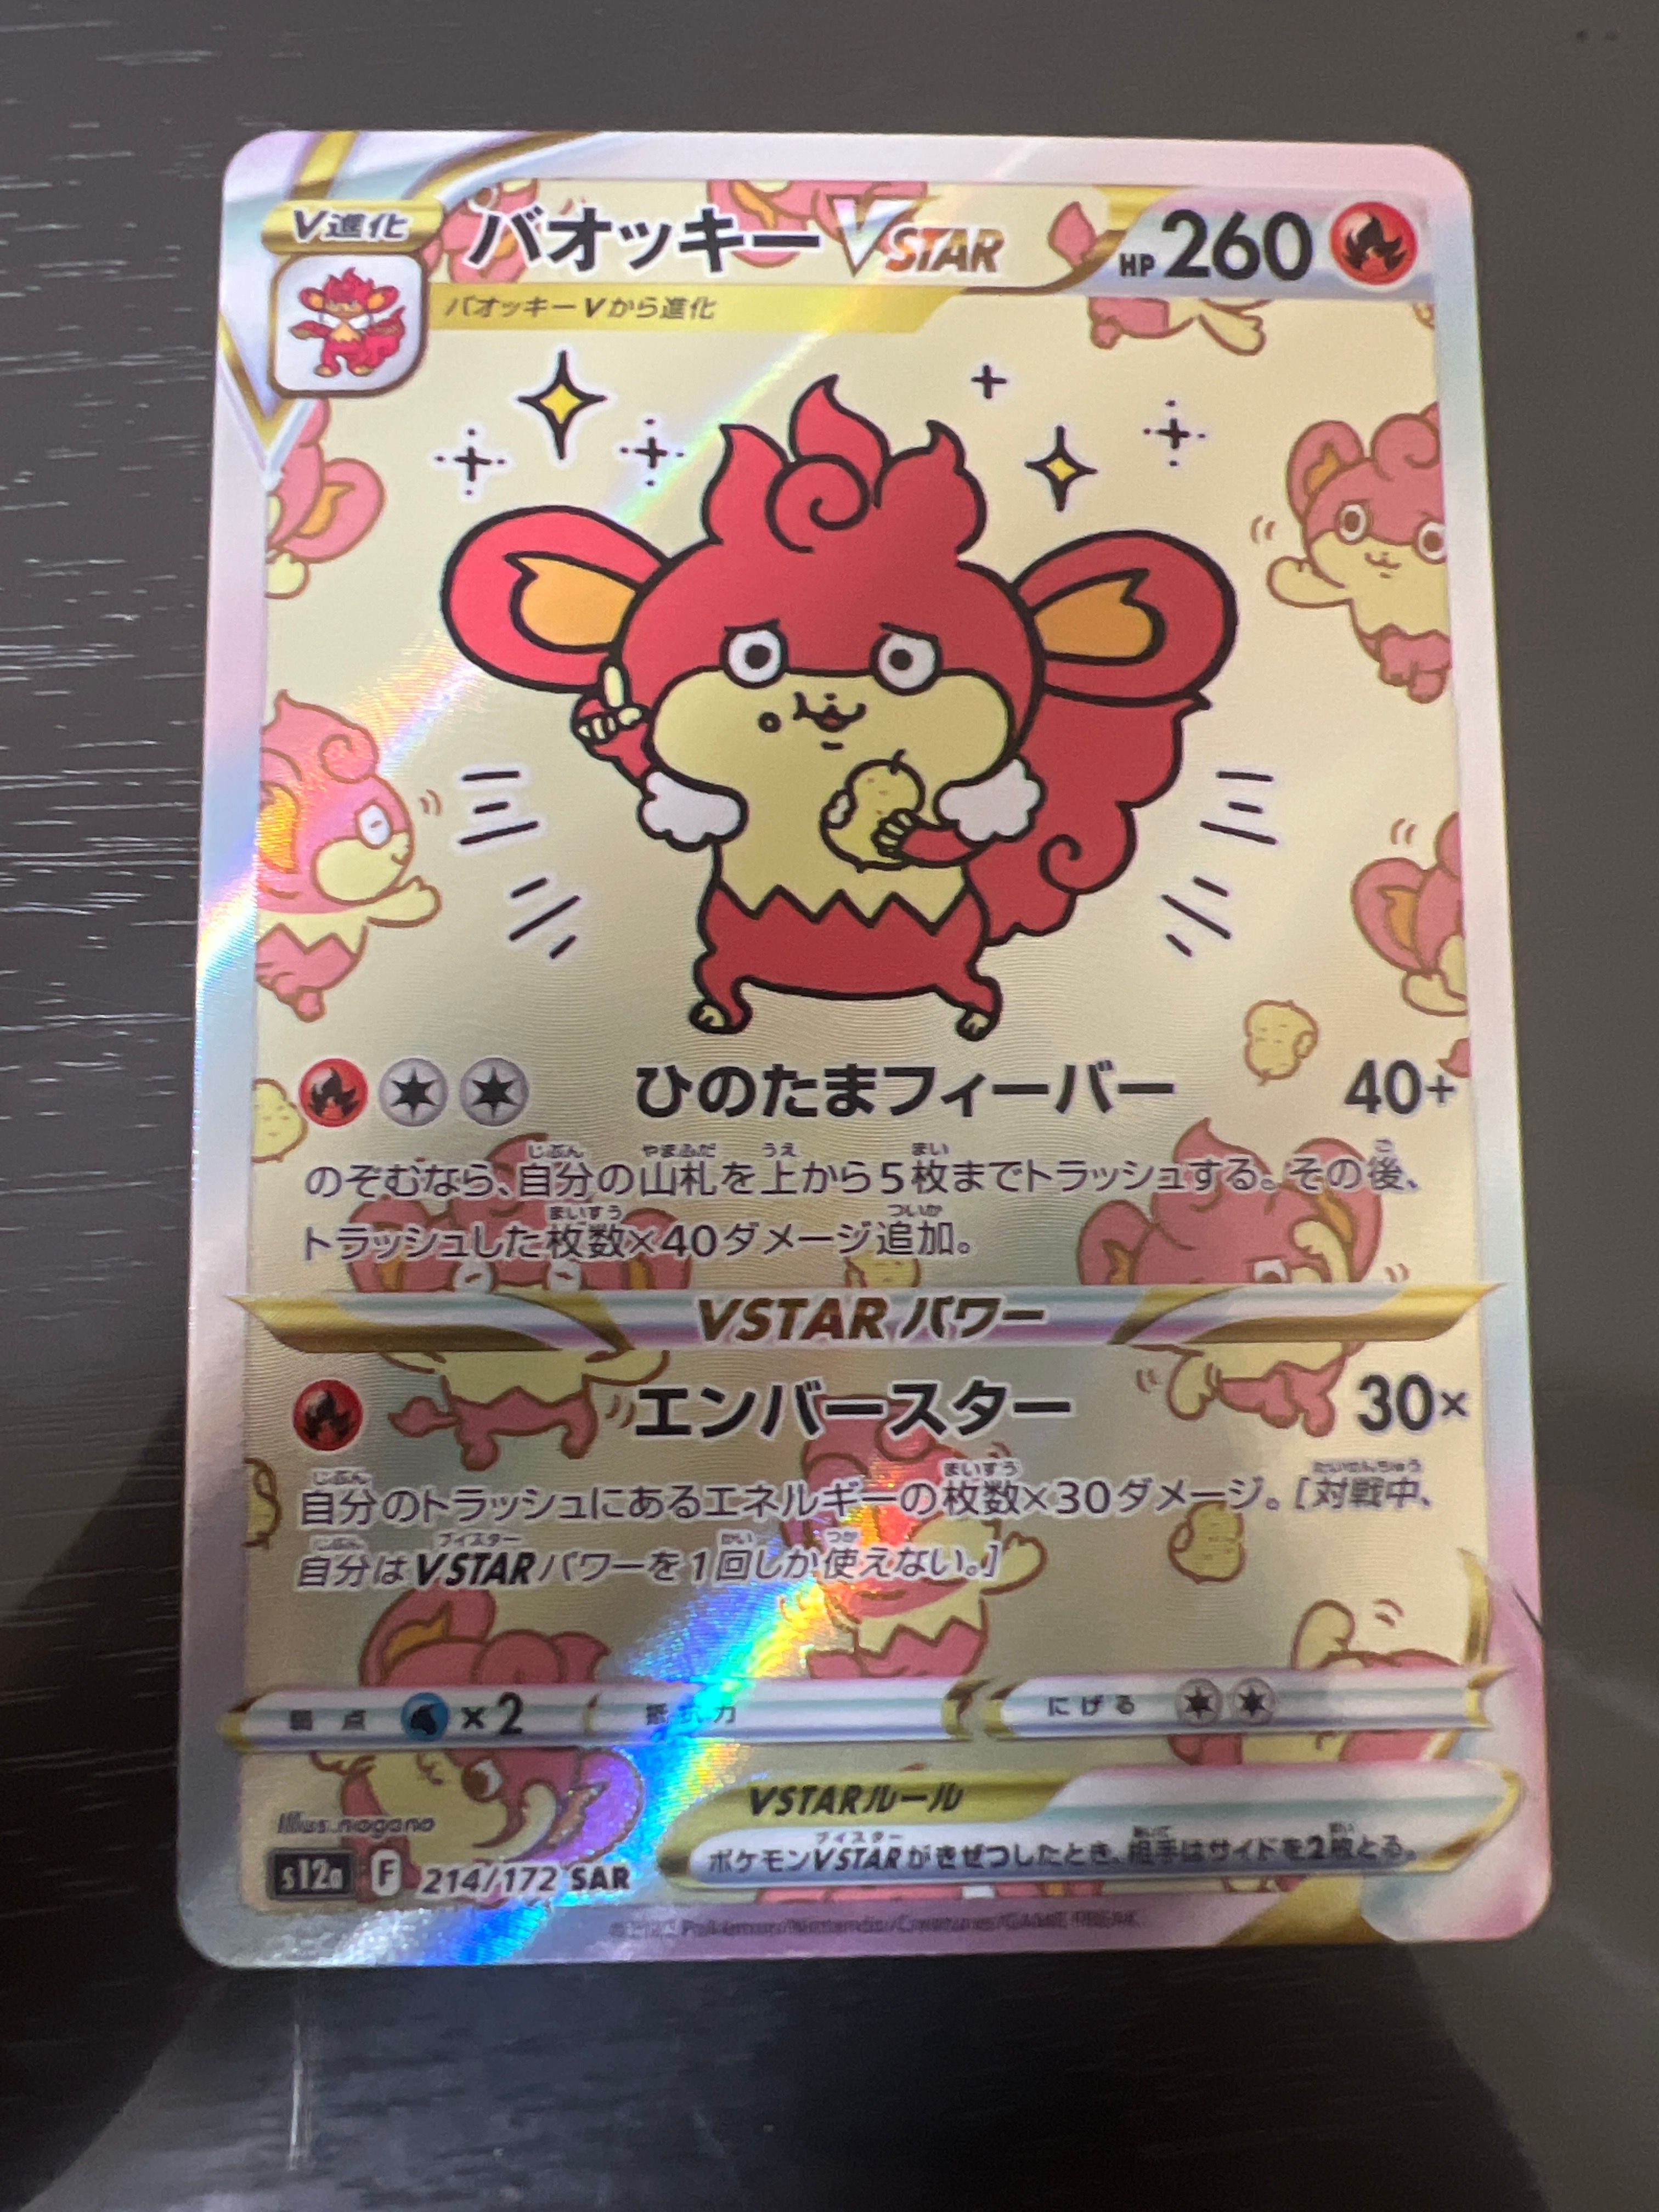 V進化
バオッキーVSTAR
HP 260
バオッキーVから進化
ひのたまフィーバー 40+
のぞむなら、自分の山札を上から5枚までトラッシュする。その後、
トラッシュした枚数×40ダメージ追加。
VSTARパワー
エンバースター 30×
自分のトラッシュにあるエネルギーの枚数×30ダメージ。[対戦中、
自分はVSTARパワーを1回しか使えない。]
弱点 ×2 抵抗力 にげる
VSTARルール
ポケモンVSTARがきぜつしたとき、相手はサイドを2枚とる。
Illus. nagano
s12a F 214/172 SAR
Pokémon/Nintendo/Creatures/GAME FREAK